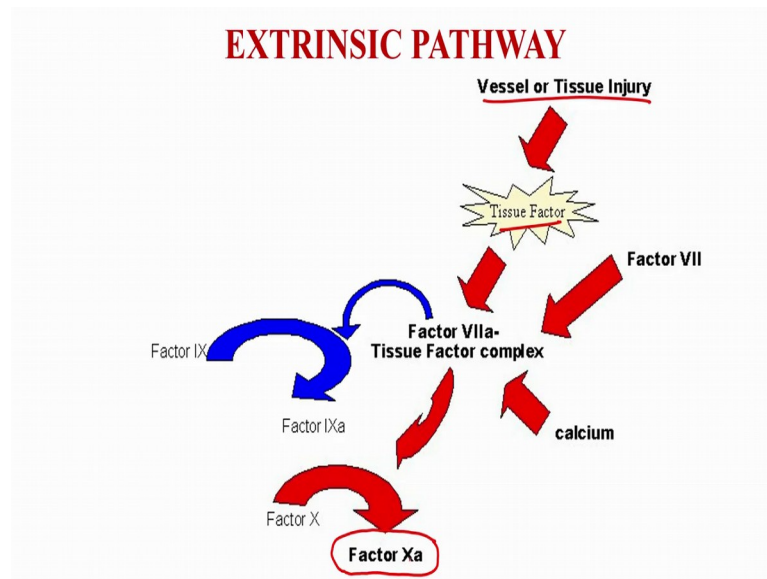 EXTRINSIC PATHWAY
Vessel or Tissue Injury
Tissue Factor
Factor VII
Factor VIIa-
Tissue Factor complex
Factor IX
Factor IXa
calcium
Factor X
Factor Xa